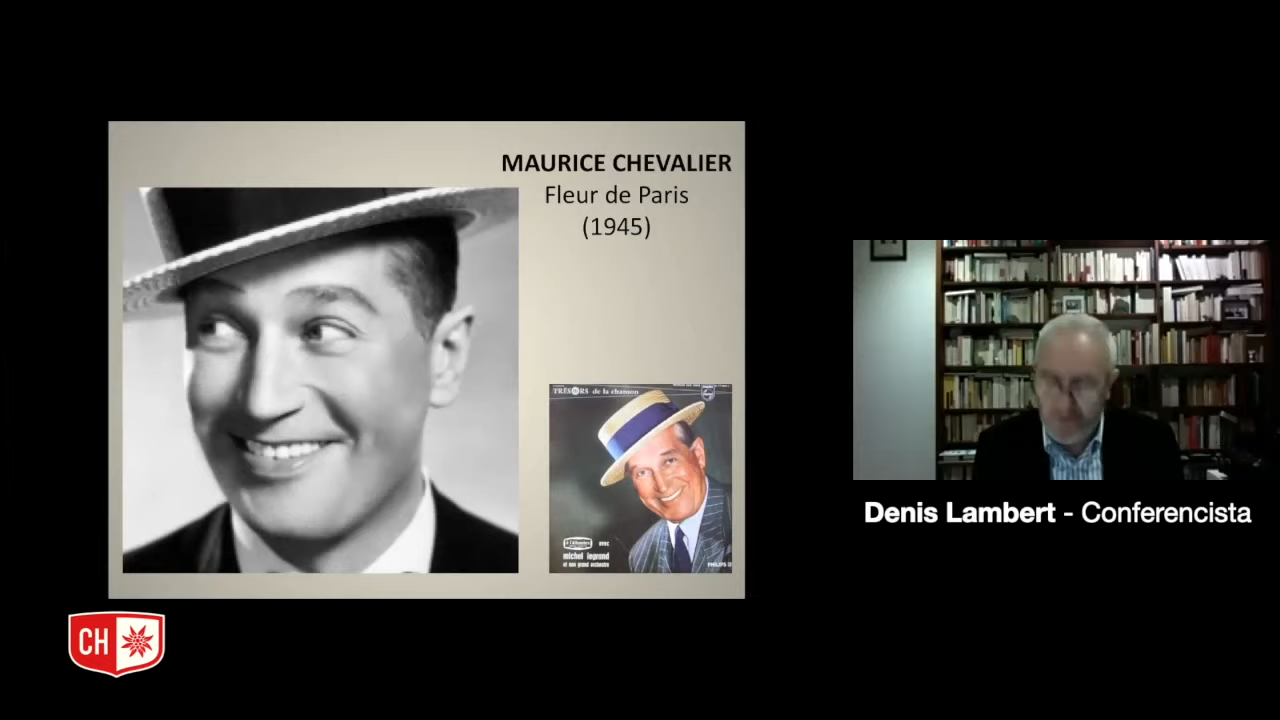 MAURICE CHEVALIER
Fleur de Paris
(1945)
TRÉSORS de la chanson
avec
michel legrand
et son grand orchestre
PHILIPS
Denis Lambert - Conferencista
CH